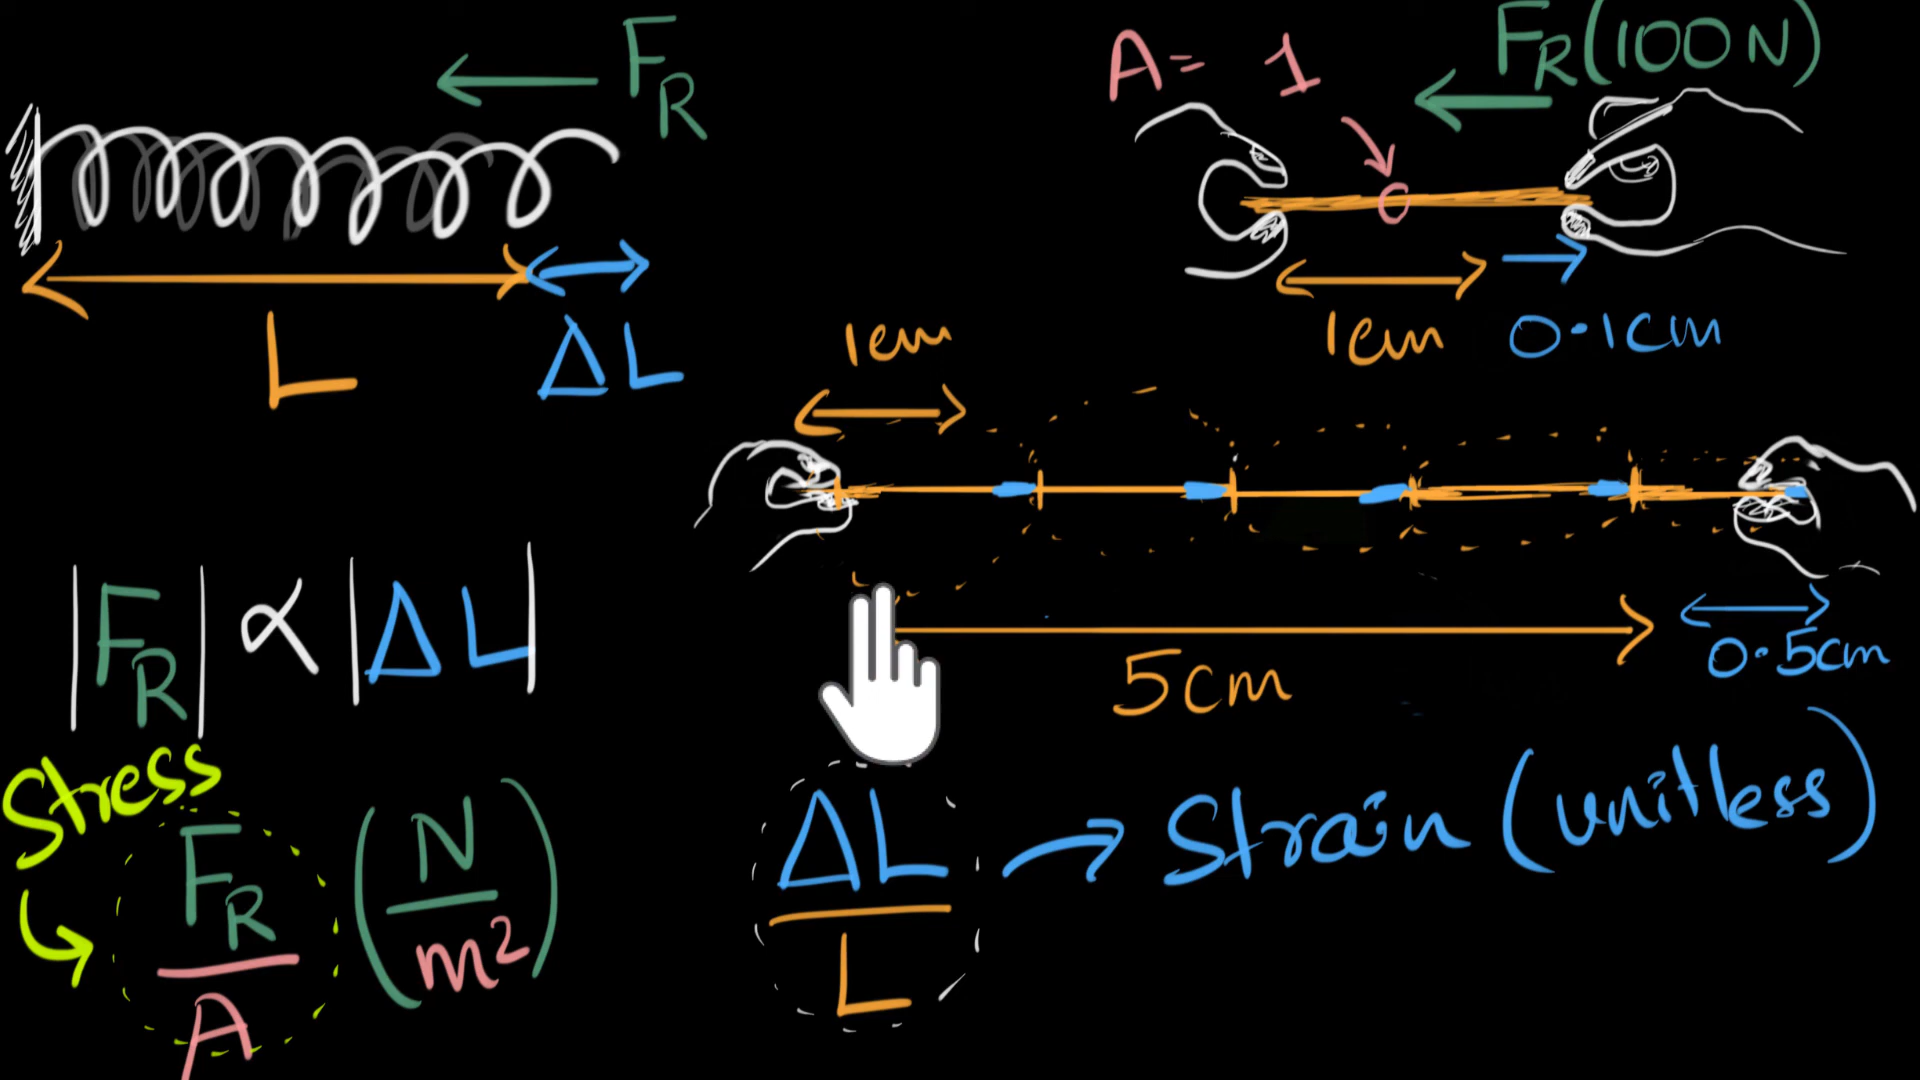 F_R
L
ΔL
A = 1
F_R (100 N)
1cm
0.1cm
1cm
5cm
0.5cm
|F_R| ∝ |ΔL|
Stress
F_R / A (N / m²)
ΔL / L → Strain (unitless)